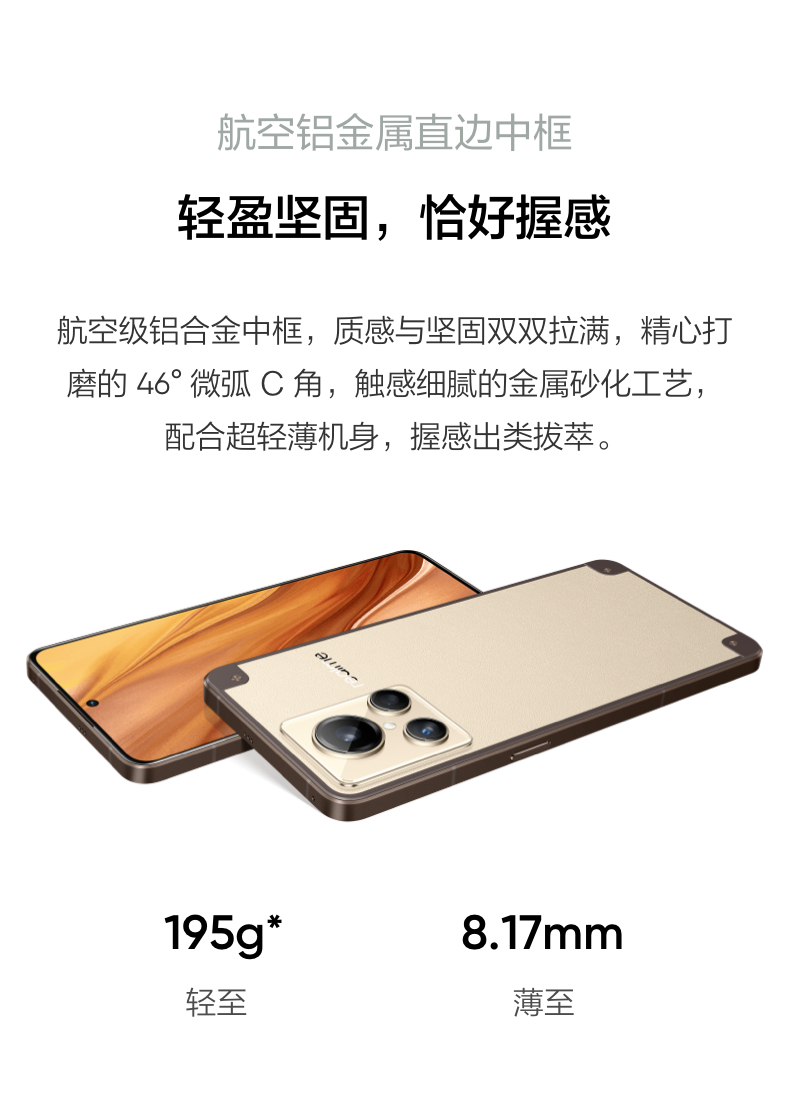 航空铝金属直边中框
轻盈坚固，恰好握感
航空级铝合金中框，质感与坚固双双拉满，精心打
磨的 46° 微弧 C 角，触感细腻的金属砂化工艺，
配合超轻薄机身，握感出类拔萃。
realme
195g*
8.17mm
轻至
薄至